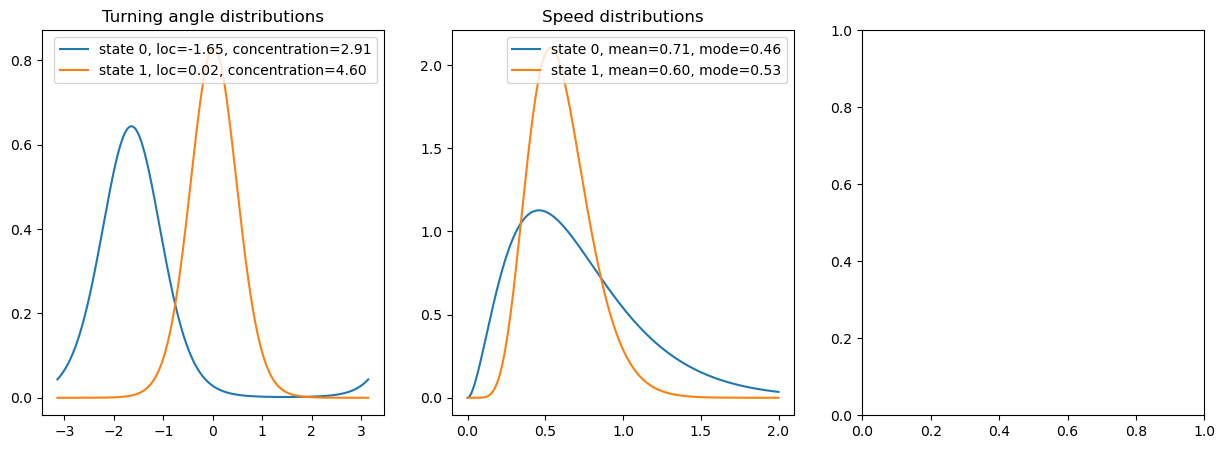 Turning angle distributions
state 0, loc=-1.65, concentration=2.91
state 1, loc=0.02, concentration=4.60
0.8
0.6
0.4
0.2
0.0
−3 −2 −1 0 1 2 3
Speed distributions
state 0, mean=0.71, mode=0.46
state 1, mean=0.60, mode=0.53
2.0
1.5
1.0
0.5
0.0
0.0 0.5 1.0 1.5 2.0
1.0
0.8
0.6
0.4
0.2
0.0
0.0 0.2 0.4 0.6 0.8 1.0